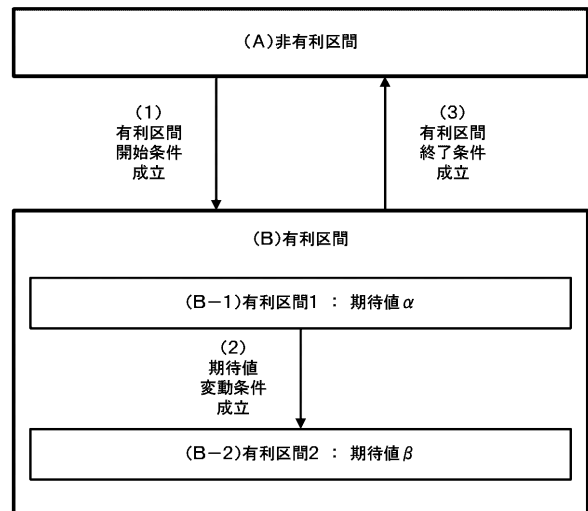 (A)非有利区間
(1)
有利区間
開始条件
成立
(3)
有利区間
終了条件
成立
(B)有利区間
(B-1)有利区間1 : 期待値α
(2)
期待値
変動条件
成立
(B-2)有利区間2 : 期待値β